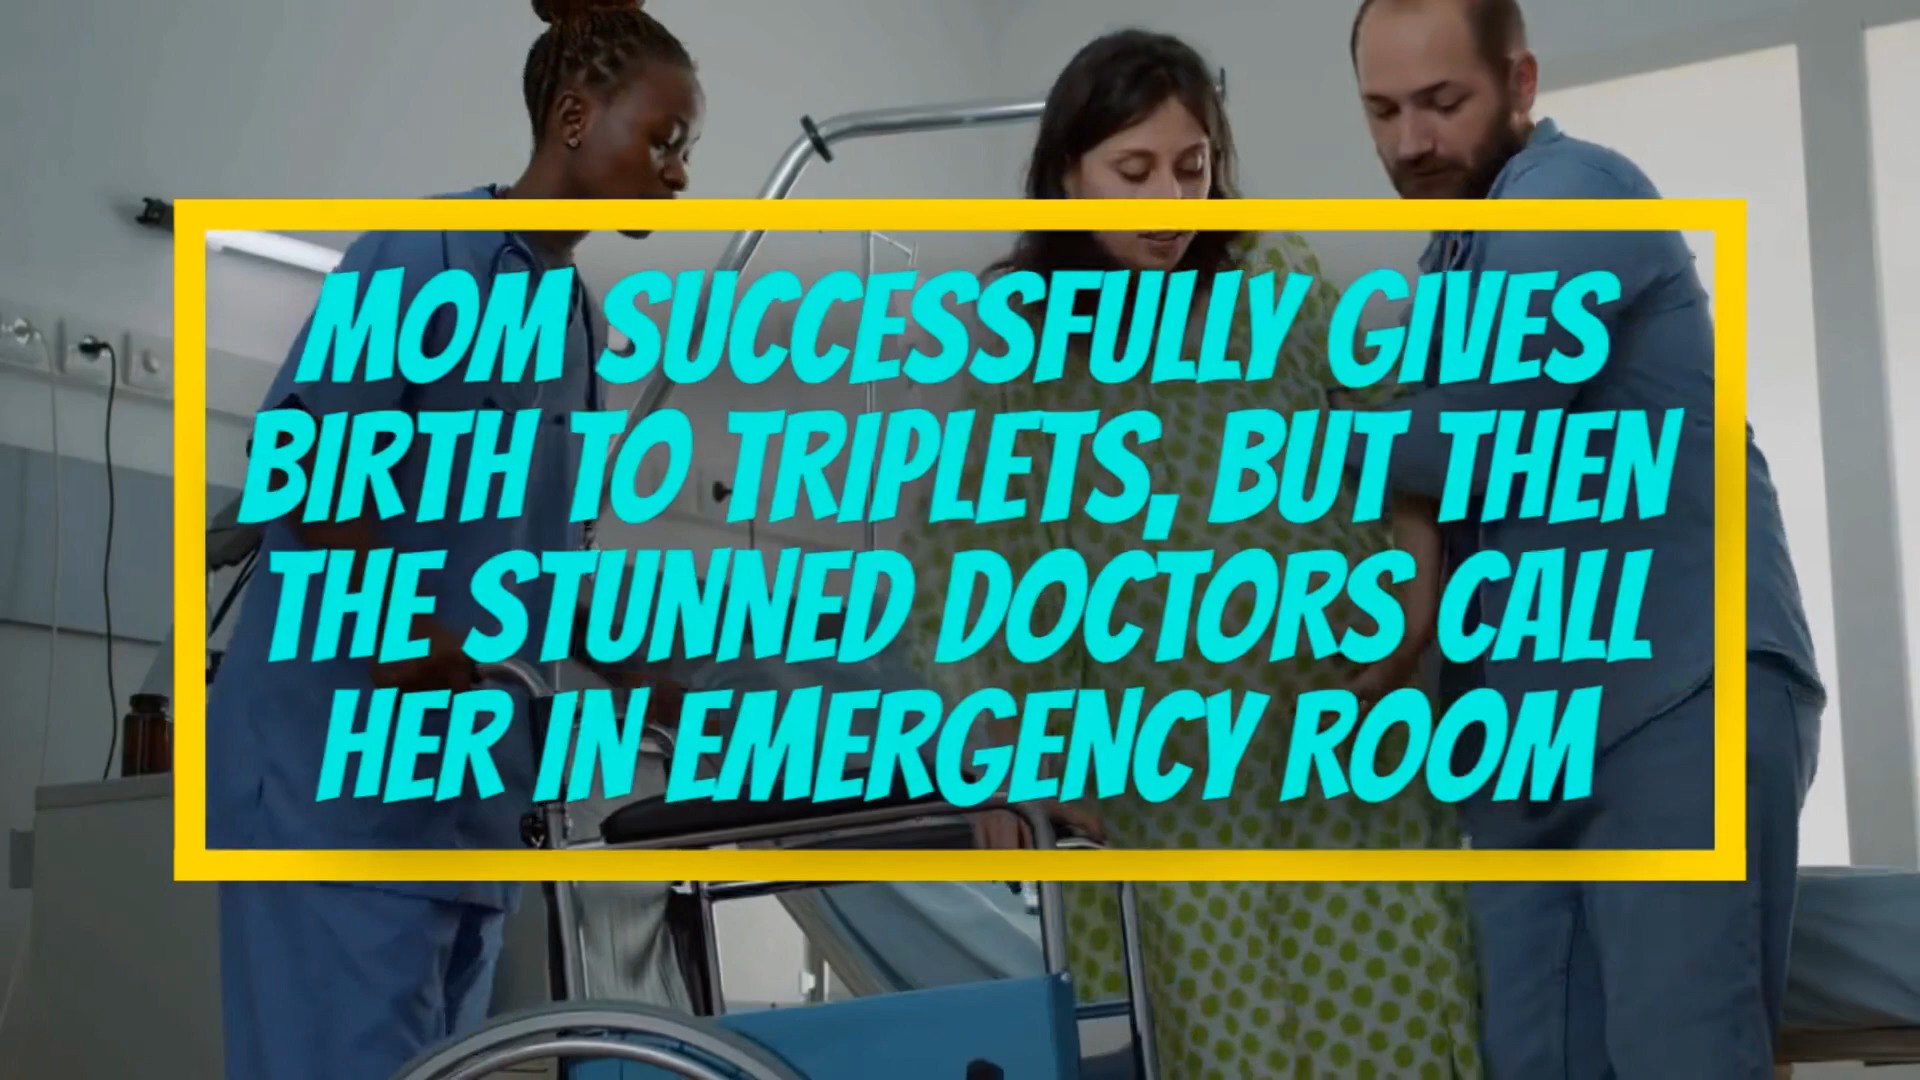 MOM SUCCESSFULLY GIVES
BIRTH TO TRIPLETS, BUT THEN
THE STUNNED DOCTORS CALL
HER IN EMERGENCY ROOM